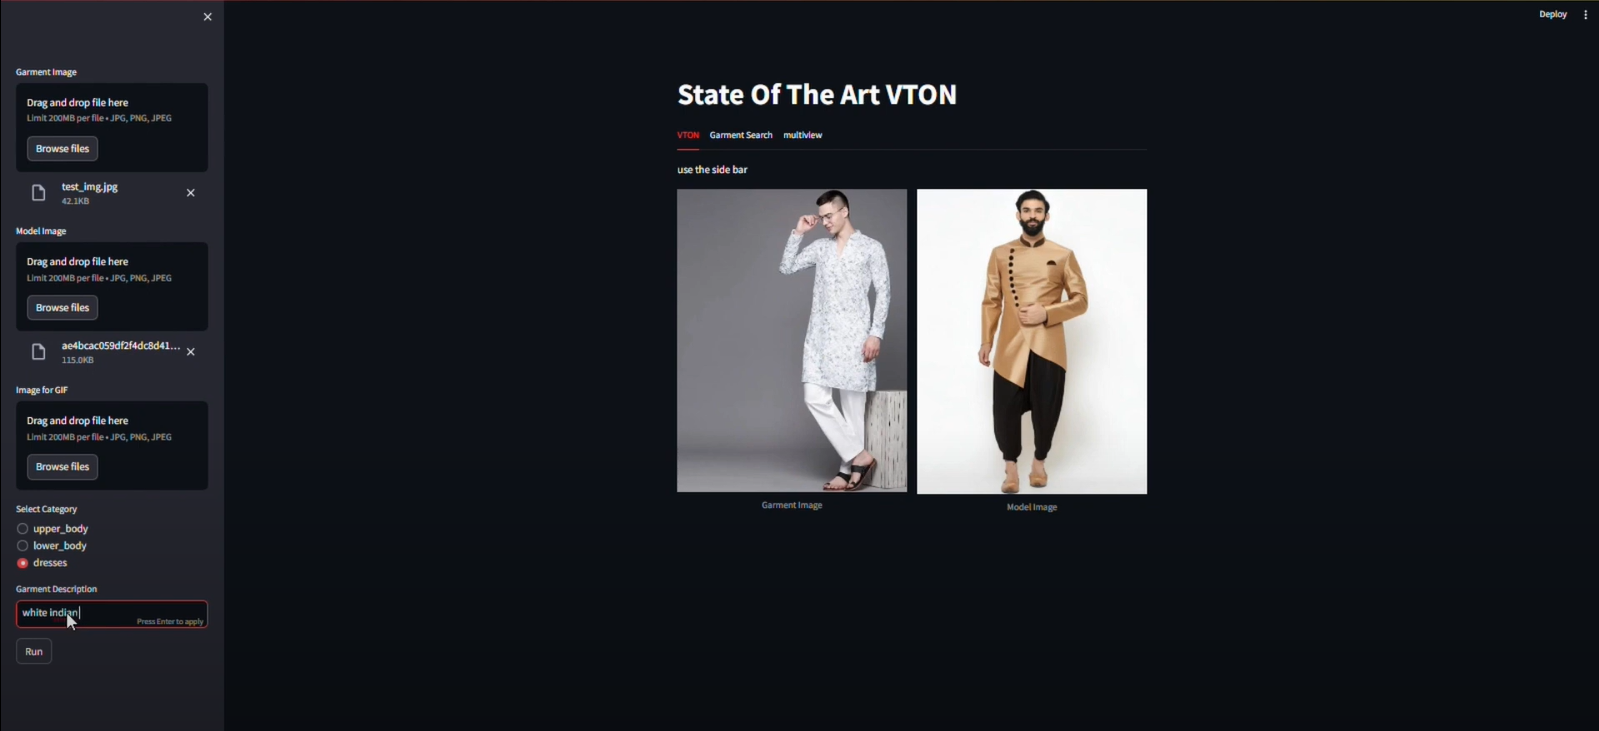 Deploy
Garment Image
Drag and drop file here
Limit 200MB per file • JPG, PNG, JPEG
Browse files
test_img.jpg
42.1KB
Model Image
Drag and drop file here
Limit 200MB per file • JPG, PNG, JPEG
Browse files
ae4bcac059df2f4dc8d41...
115.0KB
Image for GIF
Drag and drop file here
Limit 200MB per file • JPG, PNG, JPEG
Browse files
Select Category
upper_body
lower_body
dresses
Garment Description
white indian
Press Enter to apply
Run
State Of The Art VTON
VTON Garment Search multiview
use the side bar
Garment Image
Model Image